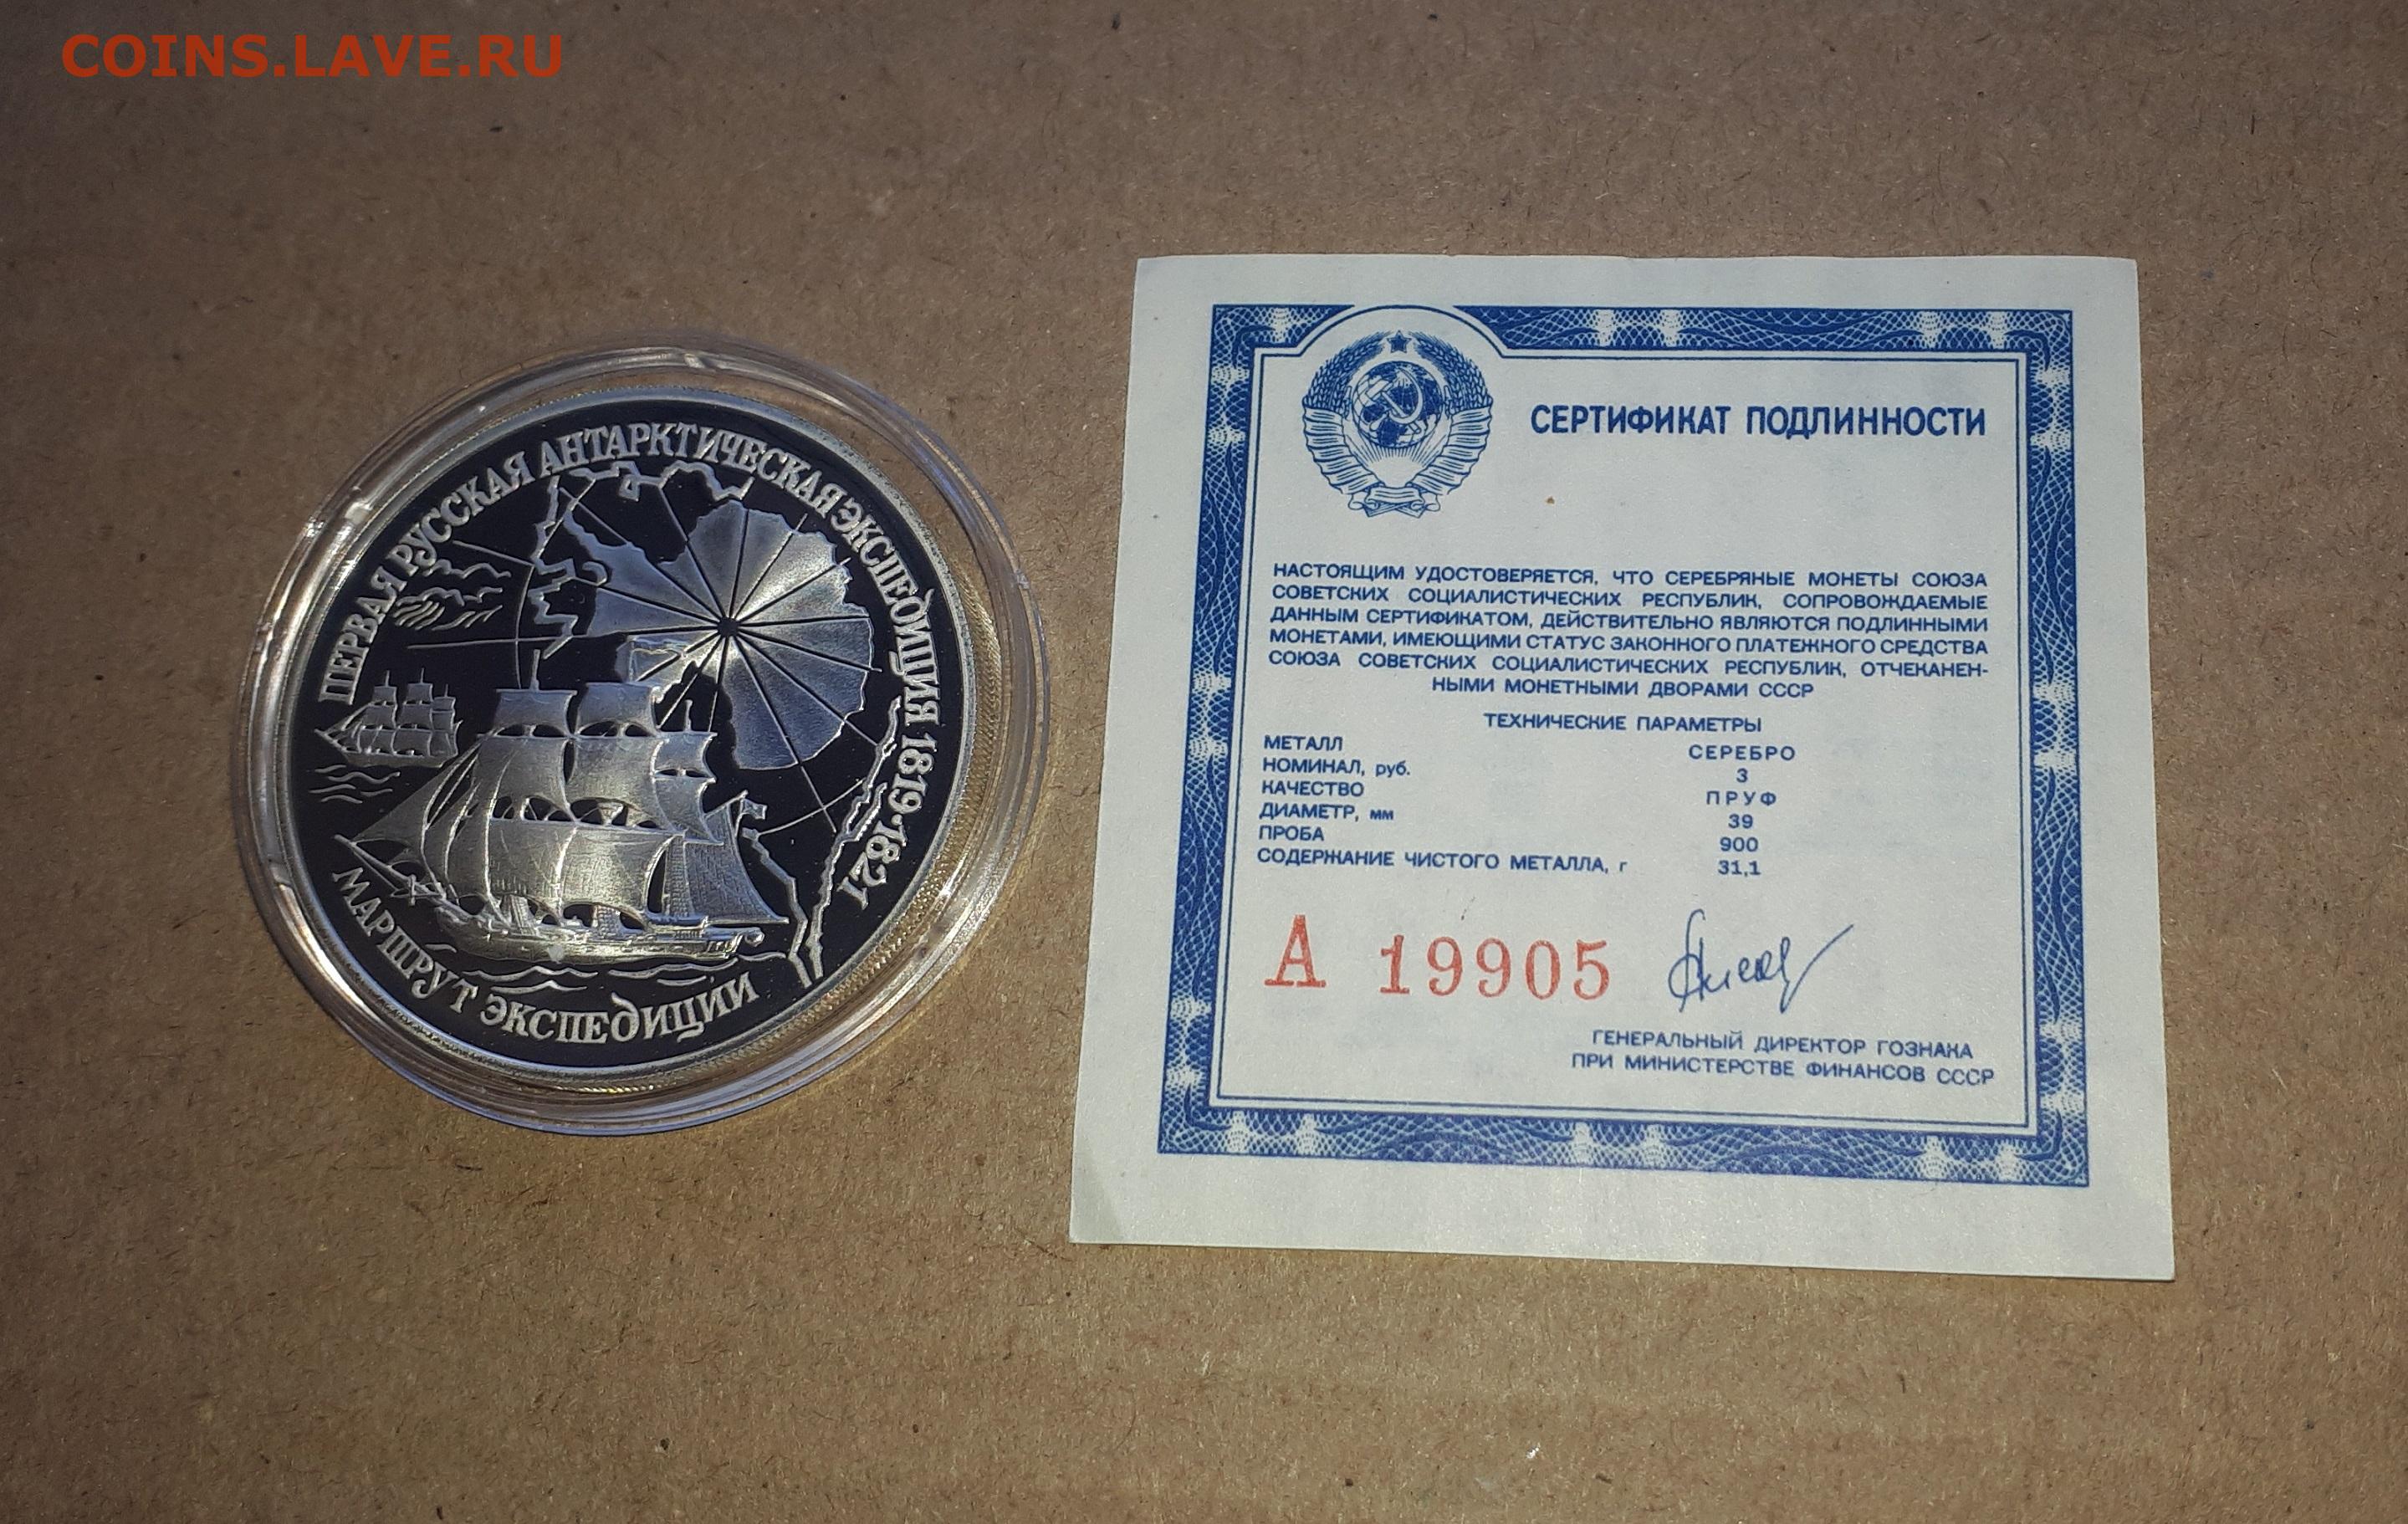 COINS.LAVE.RU
ПЕРВАЯ РУССКАЯ АНТАРКТИЧЕСКАЯ ЭКСПЕДИЦИЯ 1819-1821
МАРШРУТ ЭКСПЕДИЦИИ
СЕРТИФИКАТ ПОДЛИННОСТИ
НАСТОЯЩИМ УДОСТОВЕРЯЕТСЯ, ЧТО СЕРЕБРЯНЫЕ МОНЕТЫ СОЮЗА
СОВЕТСКИХ СОЦИАЛИСТИЧЕСКИХ РЕСПУБЛИК, СОПРОВОЖДАЕМЫЕ
ДАННЫМ СЕРТИФИКАТОМ, ДЕЙСТВИТЕЛЬНО ЯВЛЯЮТСЯ ПОДЛИННЫМИ
МОНЕТАМИ, ИМЕЮЩИМИ СТАТУС ЗАКОННОГО ПЛАТЕЖНОГО СРЕДСТВА
СОЮЗА СОВЕТСКИХ СОЦИАЛИСТИЧЕСКИХ РЕСПУБЛИК, ОТЧЕКАНЕН-
НЫМИ МОНЕТНЫМИ ДВОРАМИ СССР
ТЕХНИЧЕСКИЕ ПАРАМЕТРЫ
МЕТАЛЛ СЕРЕБРО
НОМИНАЛ, руб. 3
КАЧЕСТВО ПРУФ
ДИАМЕТР, мм 39
ПРОБА 900
СОДЕРЖАНИЕ ЧИСТОГО МЕТАЛЛА, г 31,1
А 19905
ГЕНЕРАЛЬНЫЙ ДИРЕКТОР ГОЗНАКА
ПРИ МИНИСТЕРСТВЕ ФИНАНСОВ СССР